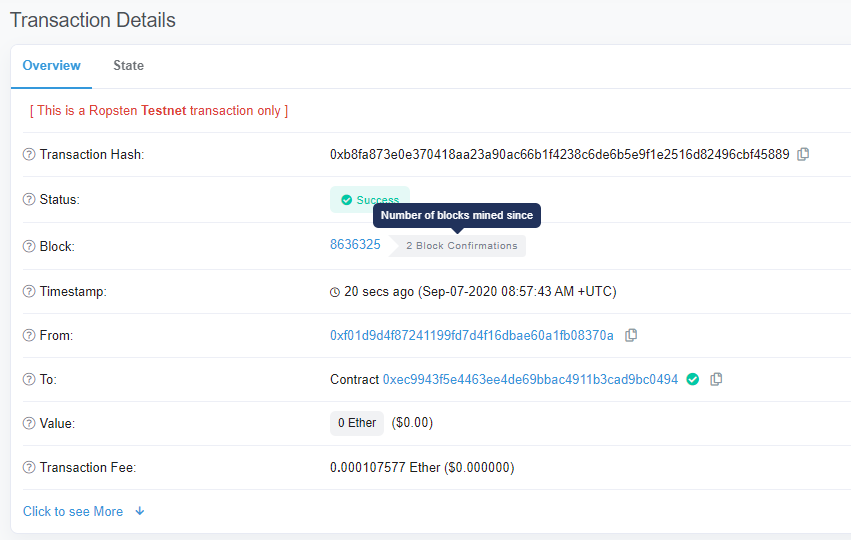 Transaction Details
Overview State
[ This is a Ropsten Testnet transaction only ]
Transaction Hash: 0xb8fa873e0e370418aa23a90ac66b1f4238c6de6b5e9f1e2516d82496cbf45889
Status: Success
Number of blocks mined since
Block: 8636325 2 Block Confirmations
Timestamp: 20 secs ago (Sep-07-2020 08:57:43 AM +UTC)
From: 0xf01d9d4f87241199fd7d4f16dbae60a1fb08370a
To: Contract 0xec9943f5e4463ee4de69bbac4911b3cad9bc0494
Value: 0 Ether ($0.00)
Transaction Fee: 0.000107577 Ether ($0.000000)
Click to see More